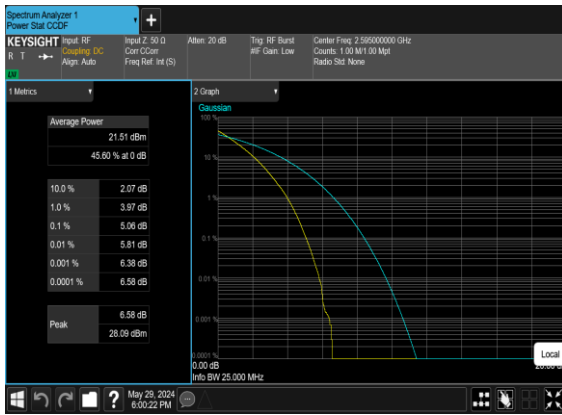 Spectrum Analyzer 1
Power Stat CCDF
KEYSIGHT
R T
LXI
Input: RF
Coupling: DC
Align: Auto
Input Z: 50 Ω
Corr CCorr
Freq Ref: Int (S)
Atten: 20 dB
Trig: RF Burst
#IF Gain: Low
Center Freq: 2.595000000 GHz
Counts: 1.00 M/1.00 Mpt
Radio Std: None
1 Metrics
Average Power
21.51 dBm
45.60 % at 0 dB
10.0 % 2.07 dB
1.0 % 3.97 dB
0.1 % 5.06 dB
0.01 % 5.81 dB
0.001 % 6.38 dB
0.0001 % 6.58 dB
Peak
6.58 dB
28.09 dBm
2 Graph
Gaussian
100 %
10 %
1 %
0.1 %
0.01 %
0.001 %
0.0001 %
0.00 dB
Info BW 25.000 MHz
Local
?
May 29, 2024
6:00:22 PM